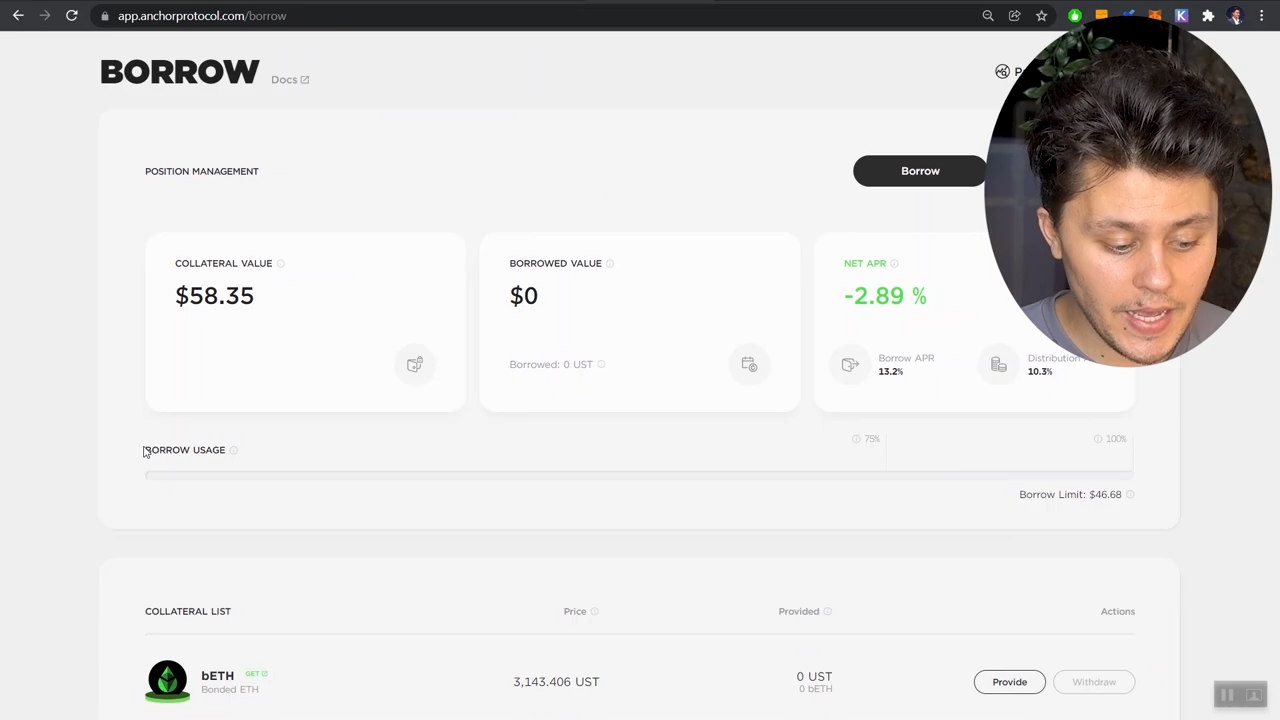 app.anchorprotocol.com/borrow
BORROW
Docs
POSITION MANAGEMENT
Borrow
COLLATERAL VALUE
$58.35
BORROWED VALUE
$0
Borrowed: 0 UST
NET APR
-2.89 %
Borrow APR
13.2%
Distribution
10.3%
BORROW USAGE
75%
100%
Borrow Limit: $46.68
COLLATERAL LIST
Price
Provided
Actions
bETH
GET
Bonded ETH
3,143.406 UST
0 UST
0 bETH
Provide
Withdraw